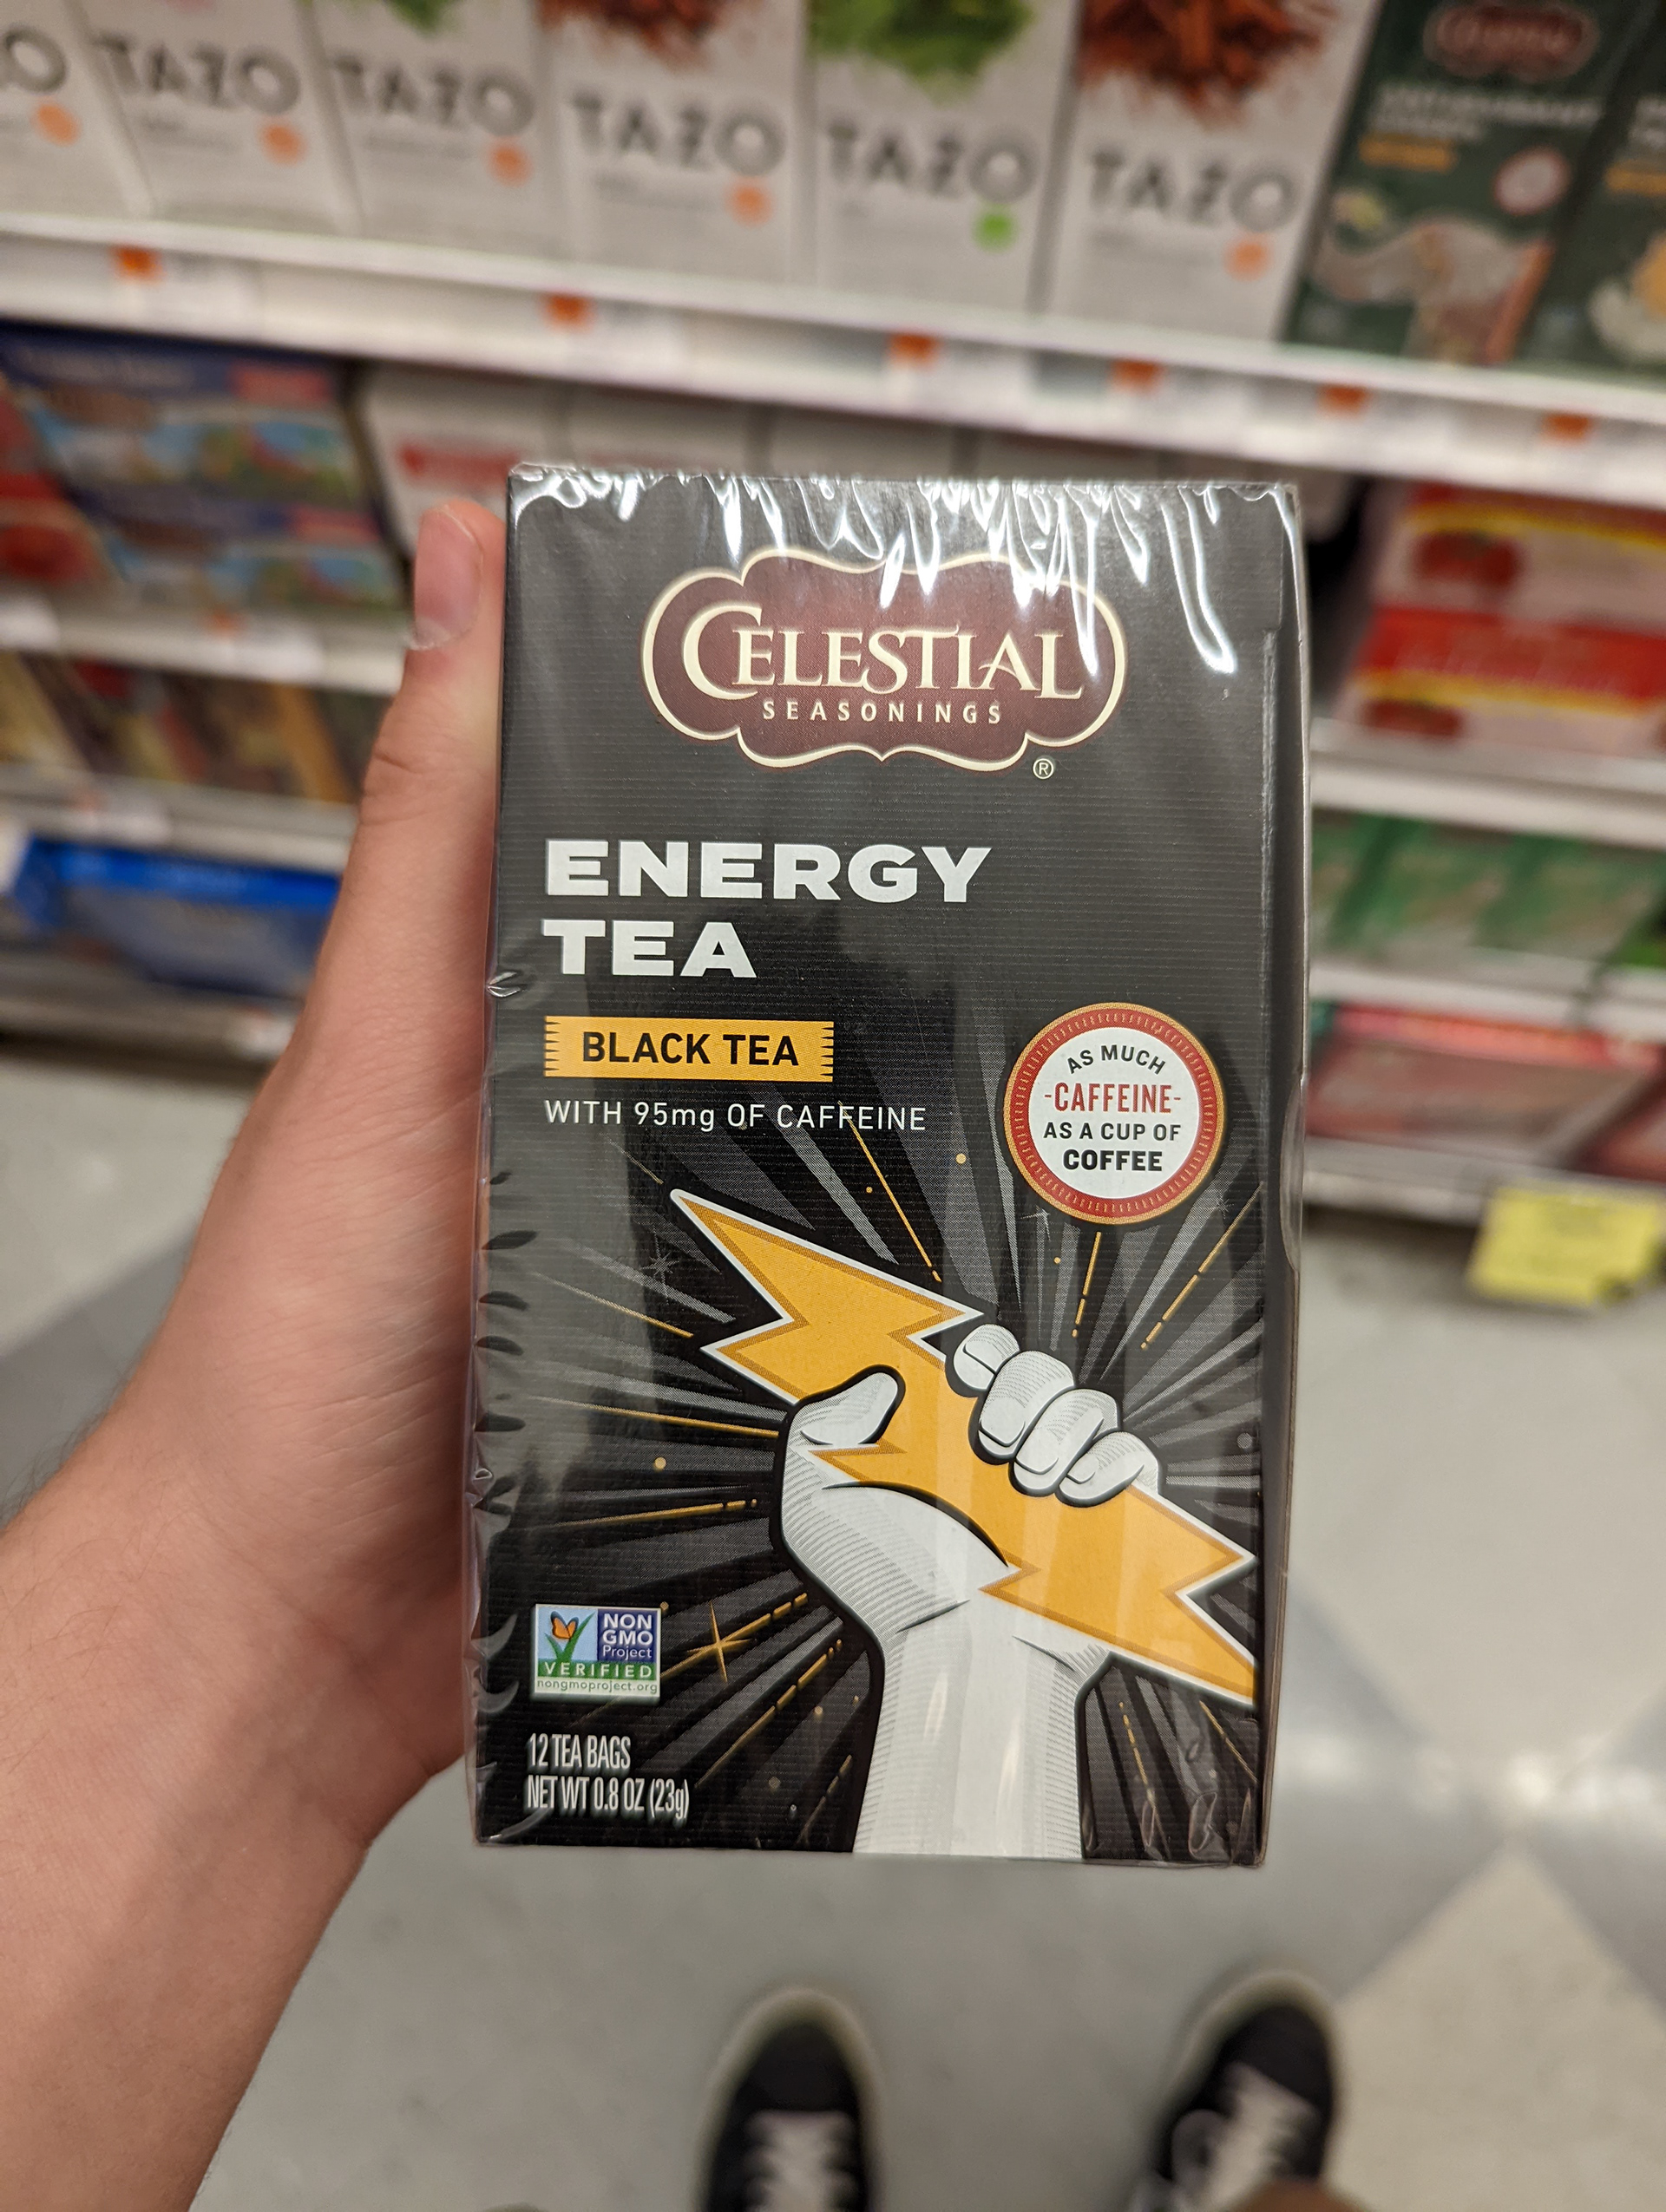 TAZO
TAZO
TAZO
TAZO
TAZO
CELESTIAL
SEASONINGS
®
ENERGY
TEA
BLACK TEA
WITH 95mg OF CAFFEINE
AS MUCH
-CAFFEINE-
AS A CUP OF
COFFEE
NON
GMO
Project
VERIFIED
nongmoproject.org
12 TEA BAGS
NET WT 0.8 OZ (23g)